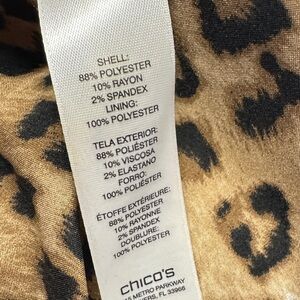 SHELL:
88% POLYESTER
10% RAYON
2% SPANDEX
LINING:
100% POLYESTER
TELA EXTERIOR:
88% POLIÉSTER
10% VISCOSA
2% ELASTANO
FORRO:
100% POLIÉSTER
ÉTOFFE EXTÉRIEURE:
88% POLYESTER
10% RAYONNE
2% SPANDEX
DOUBLURE:
100% POLYESTER
chico's
METRO PARKWAY
FL 33966